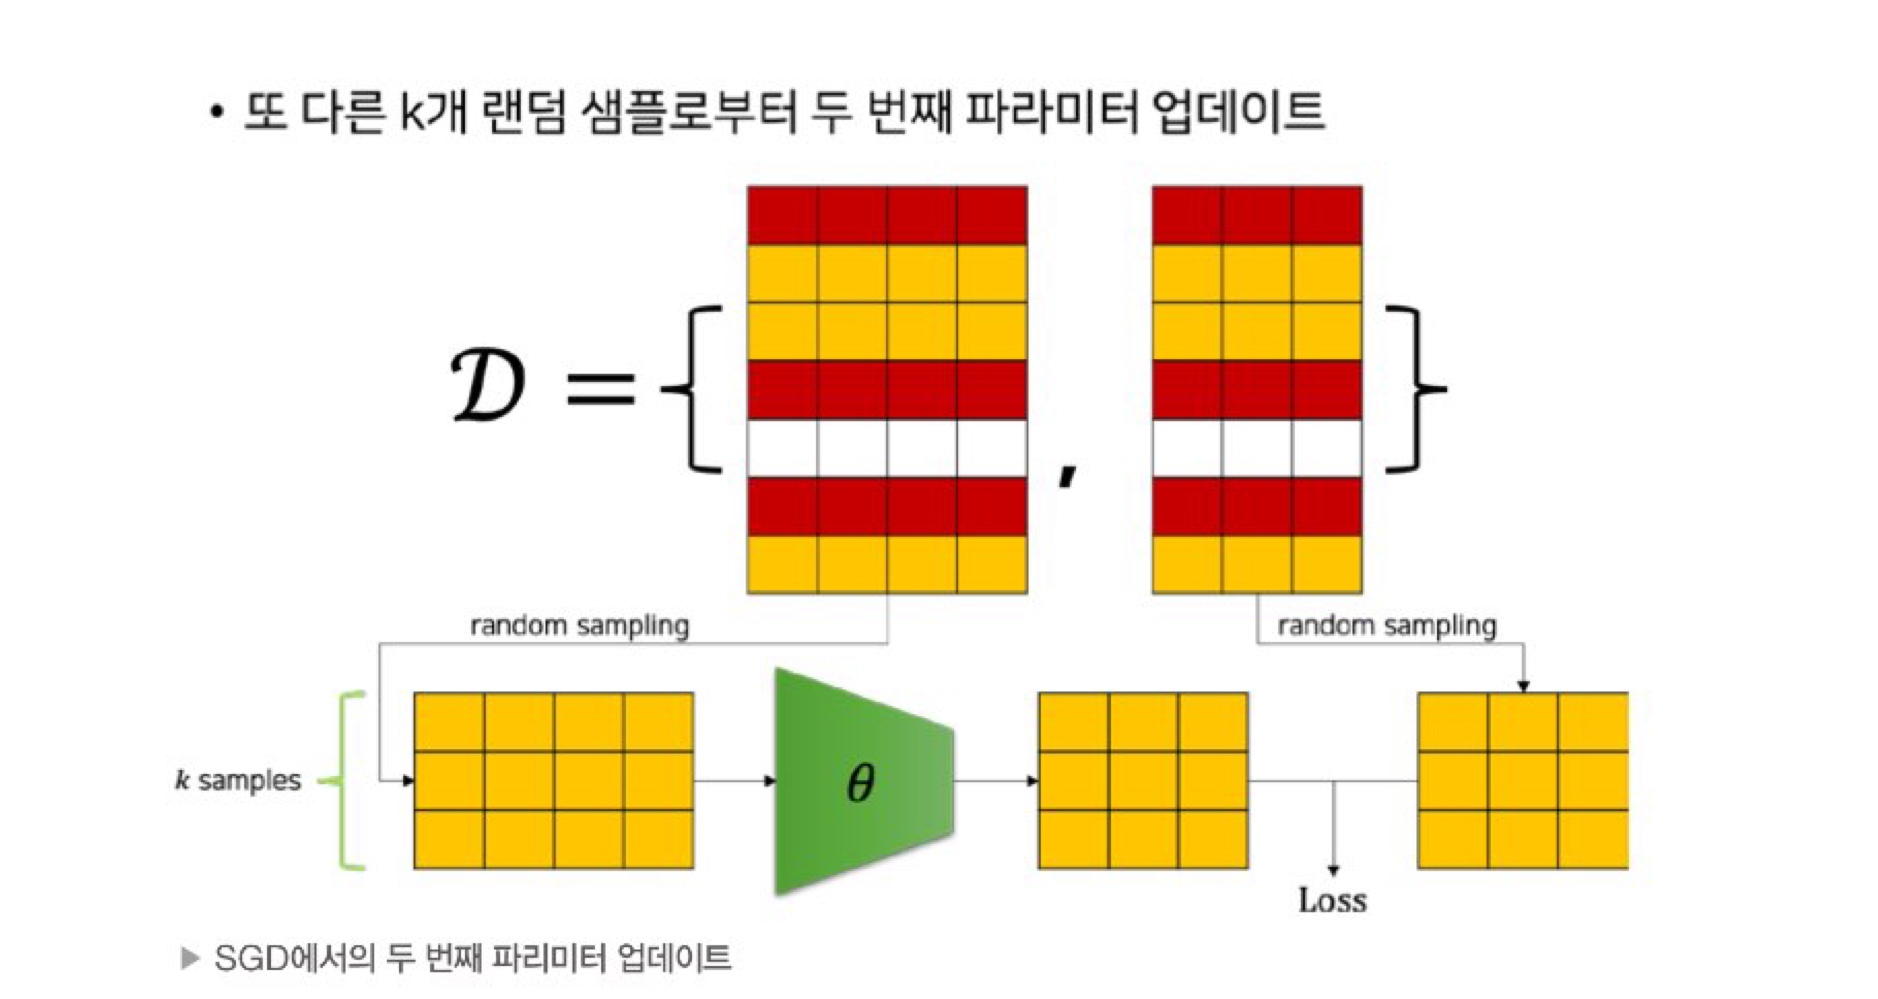 • 또 다른 k개 랜덤 샘플로부터 두 번째 파라미터 업데이트
𝒟 = { , }
random sampling
random sampling
k samples
θ
Loss
▶ SGD에서의 두 번째 파리미터 업데이트